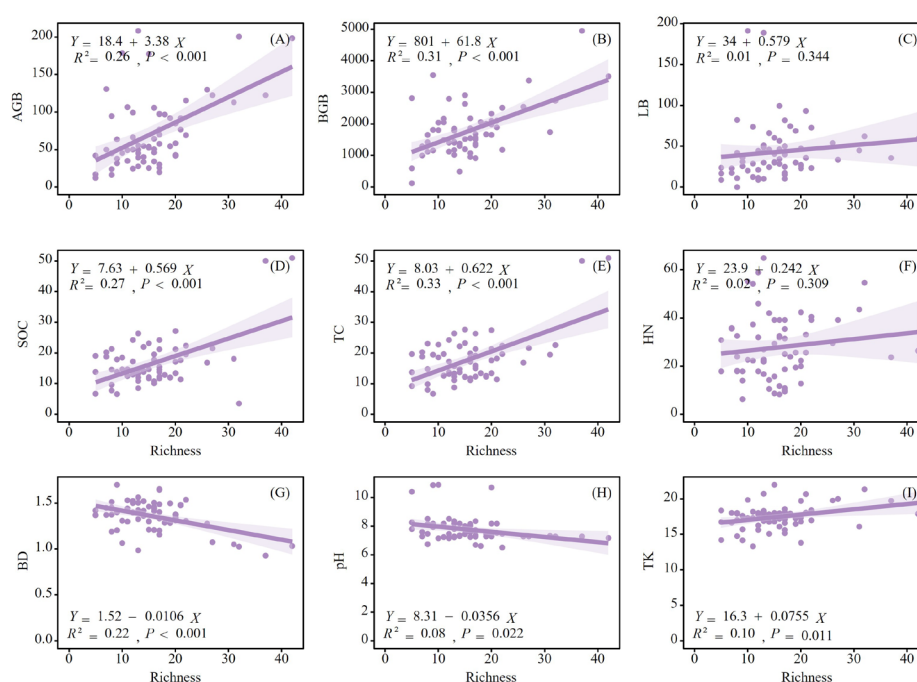 Y = 18.4 + 3.38 X (A)
R² = 0.26 , P < 0.001
200
150
100
50
0
AGB
0 10 20 30 40
Y = 801 + 61.8 X (B)
R² = 0.31 , P < 0.001
5000
4000
3000
2000
1000
0
BGB
0 10 20 30 40
Y = 34 + 0.579 X (C)
R² = 0.01 P = 0.344
200
150
100
50
0
LB
0 10 20 30 40
Y = 7.63 + 0.569 X (D)
R² = 0.27 , P < 0.001
50
40
30
20
10
0
SOC
0 10 20 30 40
Richness
Y = 8.03 + 0.622 X (E)
R² = 0.33 , P < 0.001
50
40
30
20
10
0
TC
0 10 20 30 40
Richness
Y = 23.9 + 0.242 X (F)
R² = 0.02 P = 0.309
60
40
20
0
HN
0 10 20 30 40
Richness
(G)
1.5
1.0
0.5
0.0
BD
Y = 1.52 − 0.0106 X
R² = 0.22 , P < 0.001
0 10 20 30 40
Richness
(H)
10
8
6
4
2
0
pH
Y = 8.31 − 0.0356 X
R² = 0.08 , P = 0.022
0 10 20 30 40
Richness
(I)
20
15
10
5
0
TK
Y = 16.3 + 0.0755 X
R² = 0.10 , P = 0.011
0 10 20 30 40
Richness